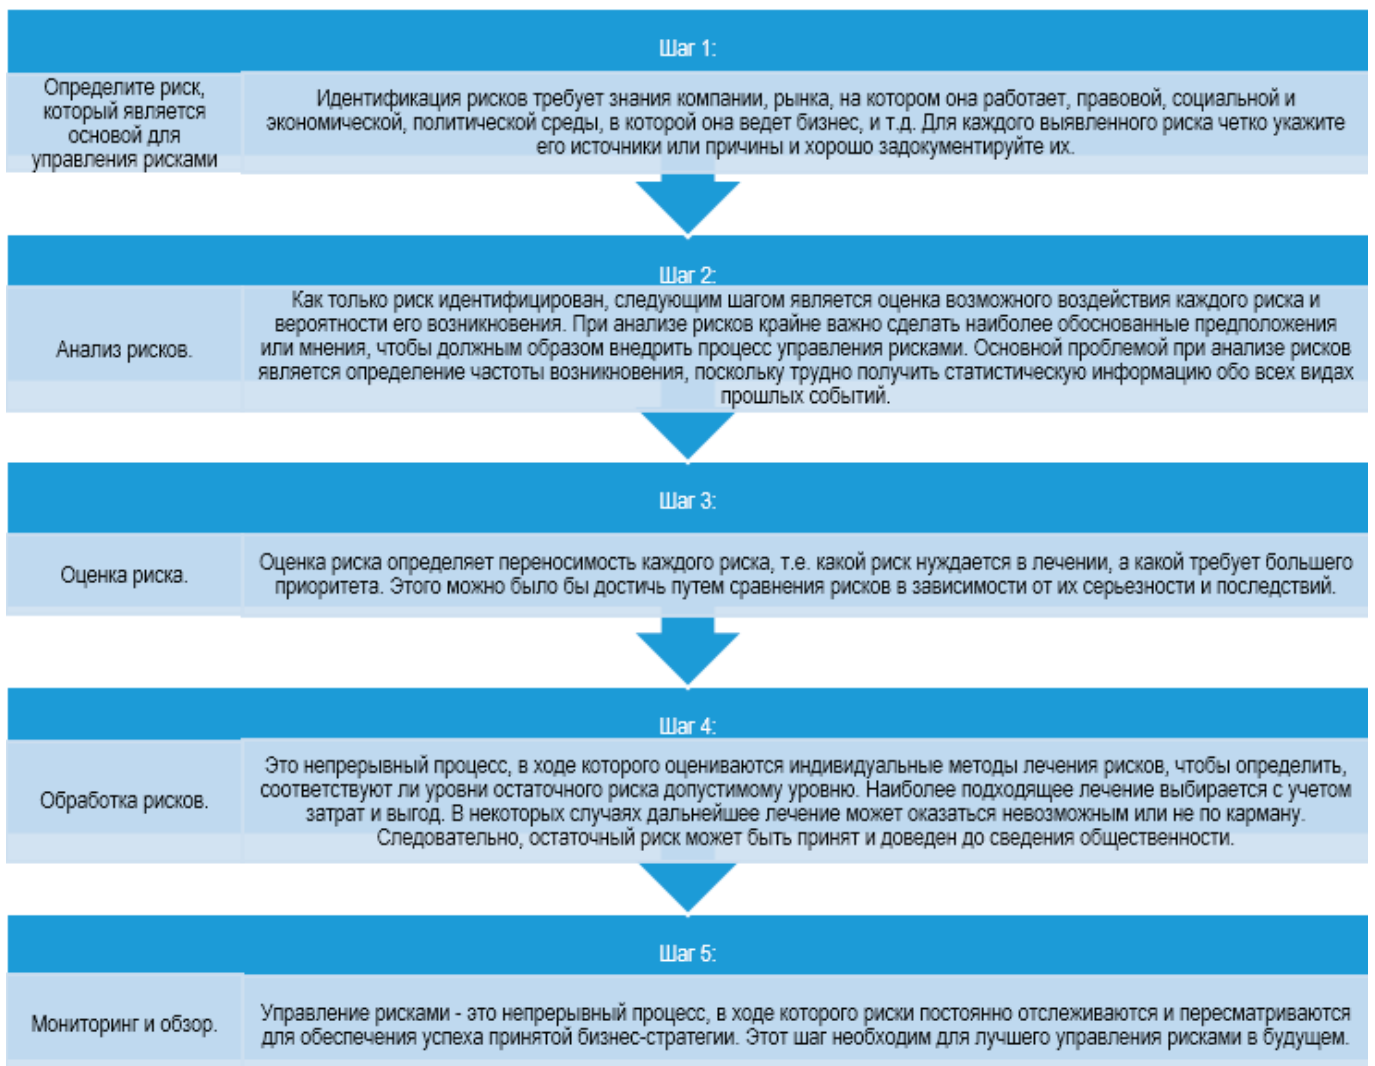 Шаг 1:
Определите риск,
который является
основой для
управления рисками
Идентификация рисков требует знания компании, рынка, на котором она работает, правовой, социальной и
экономической, политической среды, в которой она ведет бизнес, и т.д. Для каждого выявленного риска четко укажите
его источники или причины и хорошо задокументируйте их.
Шаг 2:
Анализ рисков.
Как только риск идентифицирован, следующим шагом является оценка возможного воздействия каждого риска и
вероятности его возникновения. При анализе рисков крайне важно сделать наиболее обоснованные предположения
или мнения, чтобы должным образом внедрить процесс управления рисками. Основной проблемой при анализе рисков
является определение частоты возникновения, поскольку трудно получить статистическую информацию обо всех видах
прошлых событий.
Шаг 3:
Оценка риска.
Оценка риска определяет переносимость каждого риска, т.е. какой риск нуждается в лечении, а какой требует большего
приоритета. Этого можно было бы достичь путем сравнения рисков в зависимости от их серьезности и последствий.
Шаг 4:
Обработка рисков.
Это непрерывный процесс, в ходе которого оцениваются индивидуальные методы лечения рисков, чтобы определить,
соответствуют ли уровни остаточного риска допустимому уровню. Наиболее подходящее лечение выбирается с учетом
затрат и выгод. В некоторых случаях дальнейшее лечение может оказаться невозможным или не по карману.
Следовательно, остаточный риск может быть принят и доведен до сведения общественности.
Шаг 5:
Мониторинг и обзор.
Управление рисками - это непрерывный процесс, в ходе которого риски постоянно отслеживаются и пересматриваются
для обеспечения успеха принятой бизнес-стратегии. Этот шаг необходим для лучшего управления рисками в будущем.